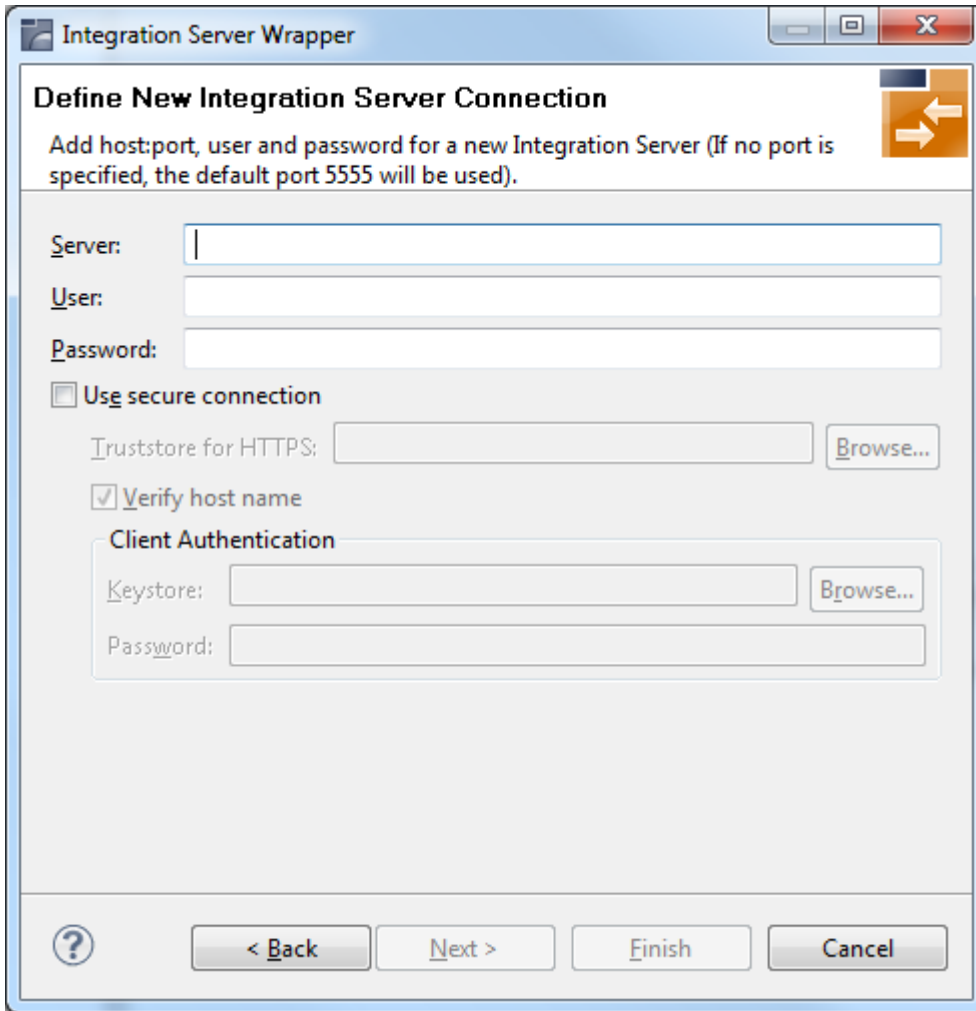 Integration Server Wrapper
Define New Integration Server Connection
Add host:port, user and password for a new Integration Server (If no port is
specified, the default port 5555 will be used).
Server:
User:
Password:
Use secure connection
Truststore for HTTPS: Browse...
Verify host name
Client Authentication
Keystore: Browse...
Password:
? < Back Next > Finish Cancel